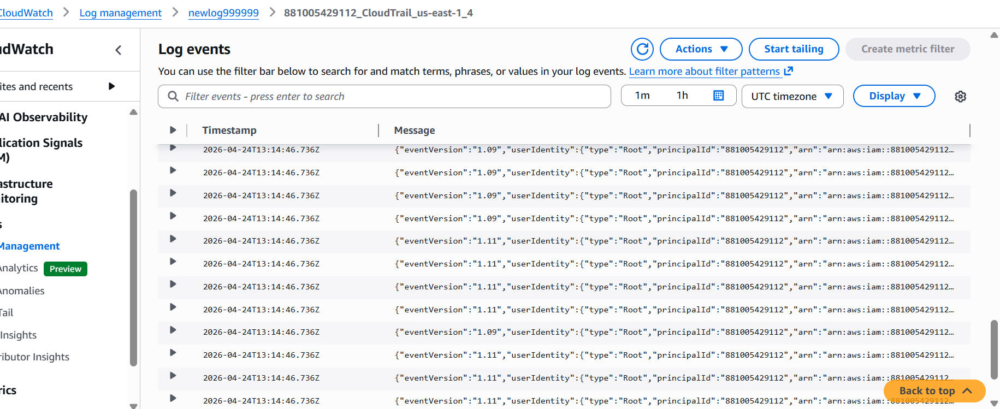 CloudWatch > Log management > newlog999999 > 881005429112_CloudTrail_us-east-1_4
udWatch
ites and recents
AI Observability
lication Signals
M)
astructure
itoring
s
Management
Analytics Preview
Anomalies
Tail
Insights
ributor Insights
rics
Log events
Actions
Start tailing
Create metric filter
You can use the filter bar below to search for and match terms, phrases, or values in your log events. Learn more about filter patterns
Filter events - press enter to search
1m 1h
UTC timezone
Display
Timestamp Message
2026-04-24T13:14:46.736Z {"eventVersion":"1.09","userIdentity":{"type":"Root","principalId":"881005429112","arn":"arn:aws:iam::881005429112…
2026-04-24T13:14:46.736Z {"eventVersion":"1.09","userIdentity":{"type":"Root","principalId":"881005429112","arn":"arn:aws:iam::881005429112…
2026-04-24T13:14:46.736Z {"eventVersion":"1.09","userIdentity":{"type":"Root","principalId":"881005429112","arn":"arn:aws:iam::881005429112…
2026-04-24T13:14:46.736Z {"eventVersion":"1.09","userIdentity":{"type":"Root","principalId":"881005429112","arn":"arn:aws:iam::881005429112…
2026-04-24T13:14:46.736Z {"eventVersion":"1.11","userIdentity":{"type":"Root","principalId":"881005429112","arn":"arn:aws:iam::881005429112…
2026-04-24T13:14:46.736Z {"eventVersion":"1.11","userIdentity":{"type":"Root","principalId":"881005429112","arn":"arn:aws:iam::881005429112…
2026-04-24T13:14:46.736Z {"eventVersion":"1.11","userIdentity":{"type":"Root","principalId":"881005429112","arn":"arn:aws:iam::881005429112…
2026-04-24T13:14:46.736Z {"eventVersion":"1.11","userIdentity":{"type":"Root","principalId":"881005429112","arn":"arn:aws:iam::881005429112…
2026-04-24T13:14:46.736Z {"eventVersion":"1.09","userIdentity":{"type":"Root","principalId":"881005429112","arn":"arn:aws:iam::881005429112…
2026-04-24T13:14:46.736Z {"eventVersion":"1.11","userIdentity":{"type":"Root","principalId":"881005429112","arn":"arn:aws:iam::881005429112…
2026-04-24T13:14:46.736Z {"eventVersion":"1.11","userIdentity":{"type":"Root","principalId":"881005429112","arn":"arn:aws:iam::881005429112…
2026-04-24T13:14:46.736Z {"eventVersion":"1.11","userIdentity":{"type":"Root","principalId":"881005429112","arn":"arn:aws:iam::881005429112…
Back to top